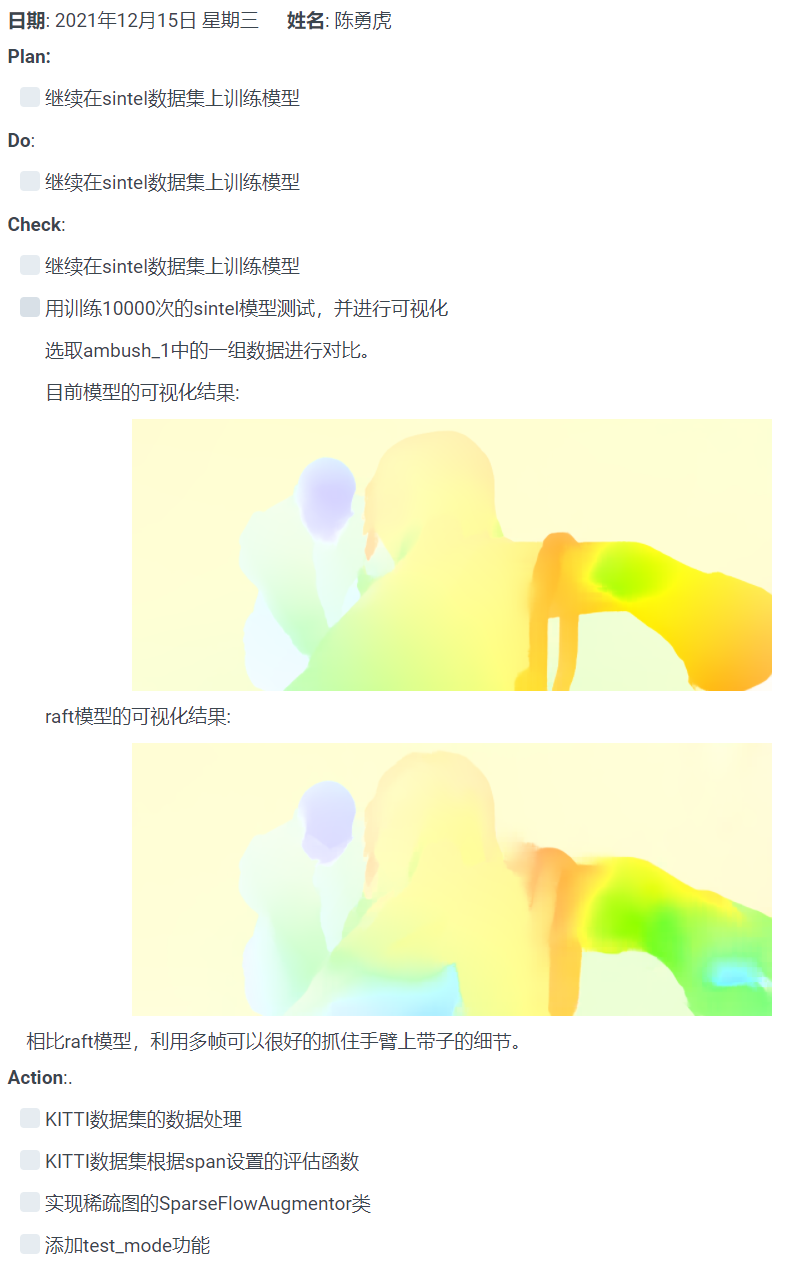 日期: 2021年12月15日 星期三 姓名: 陈勇虎
Plan:
继续在sintel数据集上训练模型
Do:
继续在sintel数据集上训练模型
Check:
继续在sintel数据集上训练模型
用训练10000次的sintel模型测试，并进行可视化
选取ambush_1中的一组数据进行对比。
目前模型的可视化结果:
raft模型的可视化结果:
相比raft模型，利用多帧可以很好的抓住手臂上带子的细节。
Action:.
KITTI数据集的数据处理
KITTI数据集根据span设置的评估函数
实现稀疏图的SparseFlowAugmentor类
添加test_mode功能